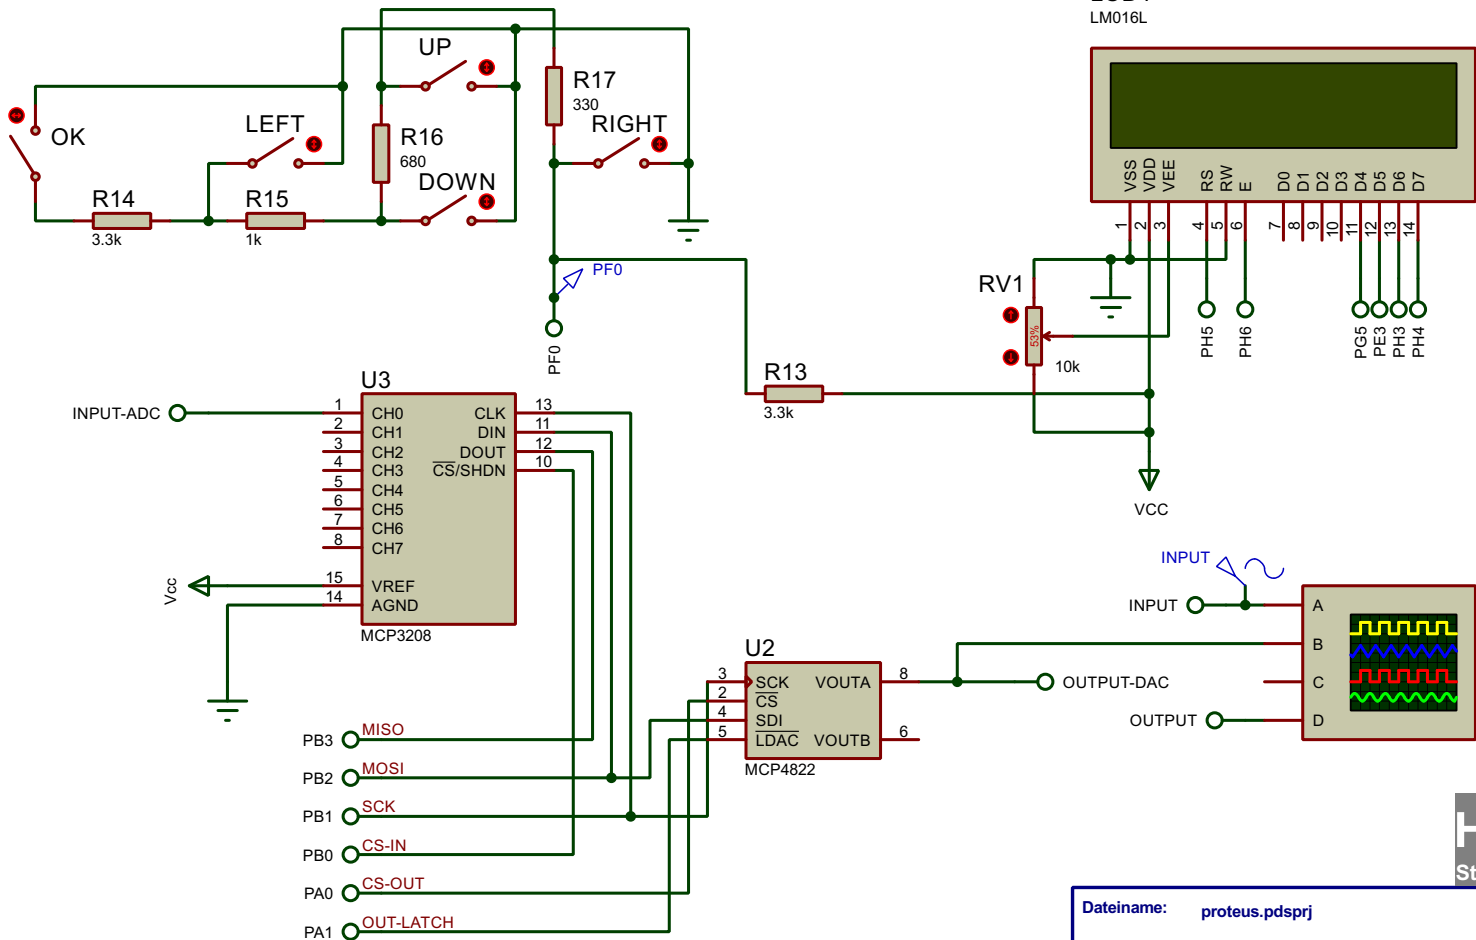 LM016L
UP
R17
330
RIGHT
OK
LEFT
R16
680
DOWN
R14
3.3k
R15
1k
PF0
PF0
VSS
VDD
VEE
RS
RW
E
D0
D1
D2
D3
D4
D5
D6
D7
1
2
3
4
5
6
7
8
9
10
11
12
13
14
RV1
53%
10k
PH5
PH6
PG5
PE3
PH3
PH4
R13
3.3k
VCC
U3
INPUT-ADC
1 CH0 CLK 13
2 CH1 DIN 11
3 CH2 DOUT 12
4 CH3 CS/SHDN 10
5 CH4
6 CH5
7 CH6
8 CH7
Vcc
15 VREF
14 AGND
MCP3208
INPUT
INPUT
A
B
C
D
OUTPUT
U2
3 SCK VOUTA 8
2 CS
4 SDI
5 LDAC VOUTB 6
MCP4822
OUTPUT-DAC
PB3 MISO
PB2 MOSI
PB1 SCK
PB0 CS-IN
PA0 CS-OUT
PA1 OUT-LATCH
H
St
Dateiname: proteus.pdsprj